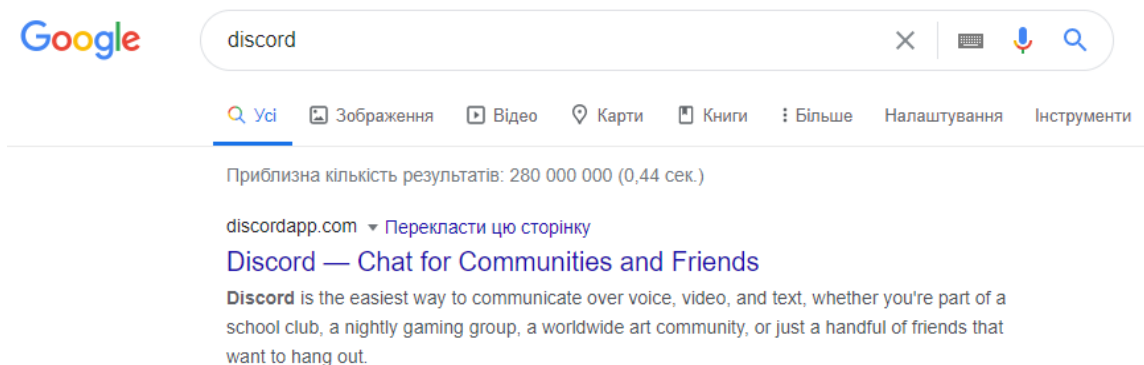 Google
discord
Усі Зображення Відео Карти Книги Більше Налаштування Інструменти
Приблизна кількість результатів: 280 000 000 (0,44 сек.)
discordapp.com Перекласти цю сторінку
Discord — Chat for Communities and Friends
Discord is the easiest way to communicate over voice, video, and text, whether you're part of a
school club, a nightly gaming group, a worldwide art community, or just a handful of friends that
want to hang out.